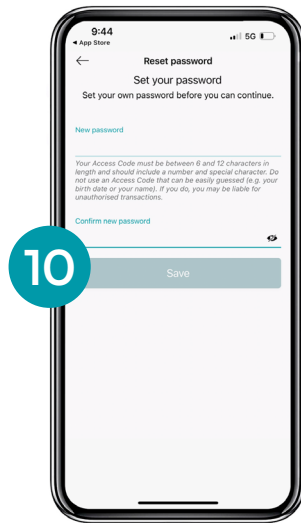 9:44
5G
◀ App Store
Reset password
Set your password
Set your own password before you can continue.
New password
Your Access Code must be between 6 and 12 characters in
length and should include a number and special character. Do
not use an Access Code that can be easily guessed (e.g. your
birth date or your name). If you do, you may be liable for
unauthorised transactions.
Confirm new password
10
Save